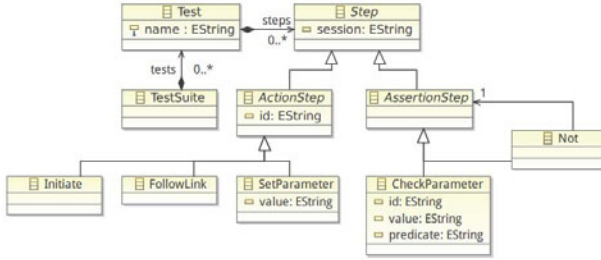 Test
name : EString
steps
0..*
Step
session: EString
tests
0..*
TestSuite
ActionStep
id: EString
AssertionStep
1
Not
Initiate
FollowLink
SetParameter
value: EString
CheckParameter
id: EString
value: EString
predicate: EString